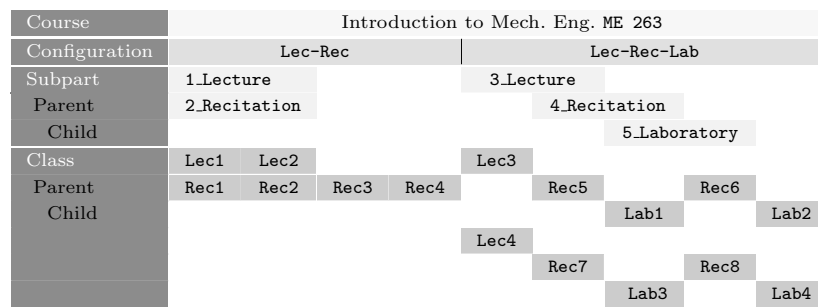 Course Introduction to Mech. Eng. ME 263
Configuration Lec-Rec Lec-Rec-Lab
Subpart 1_Lecture 3_Lecture
Parent 2_Recitation 4_Recitation
Child 5_Laboratory
Class Lec1 Lec2 Lec3
Parent Rec1 Rec2 Rec3 Rec4 Rec5 Rec6
Child Lab1 Lab2
Lec4
Rec7 Rec8
Lab3 Lab4